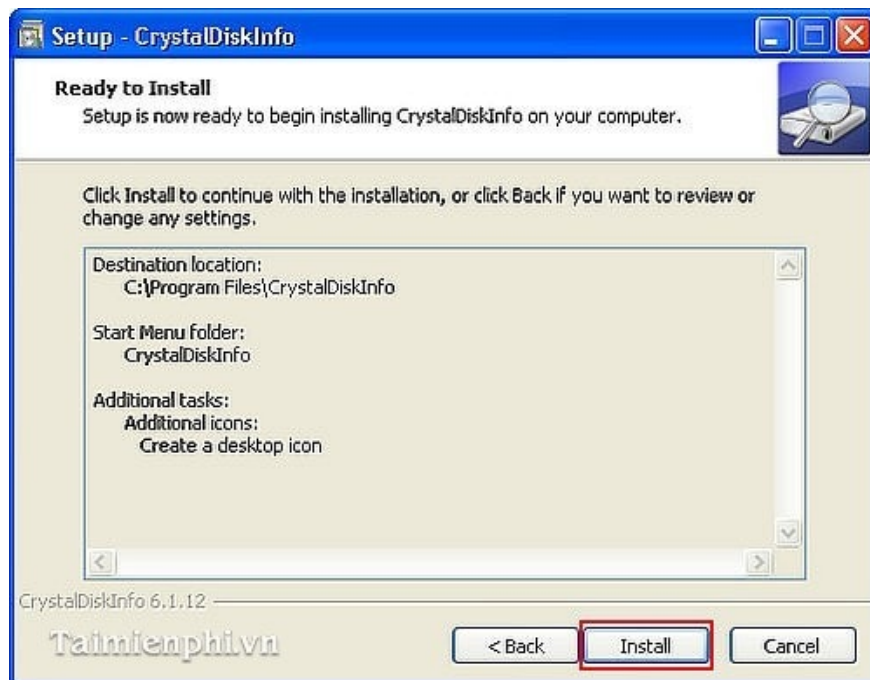 Setup - CrystalDiskInfo
Ready to Install
Setup is now ready to begin installing CrystalDiskInfo on your computer.
Click Install to continue with the installation, or click Back if you want to review or
change any settings.
Destination location:
C:\Program Files\CrystalDiskInfo
Start Menu folder:
CrystalDiskInfo
Additional tasks:
Additional icons:
Create a desktop icon
CrystalDiskInfo 6.1.12
Taimienphi.vn
< Back
Install
Cancel